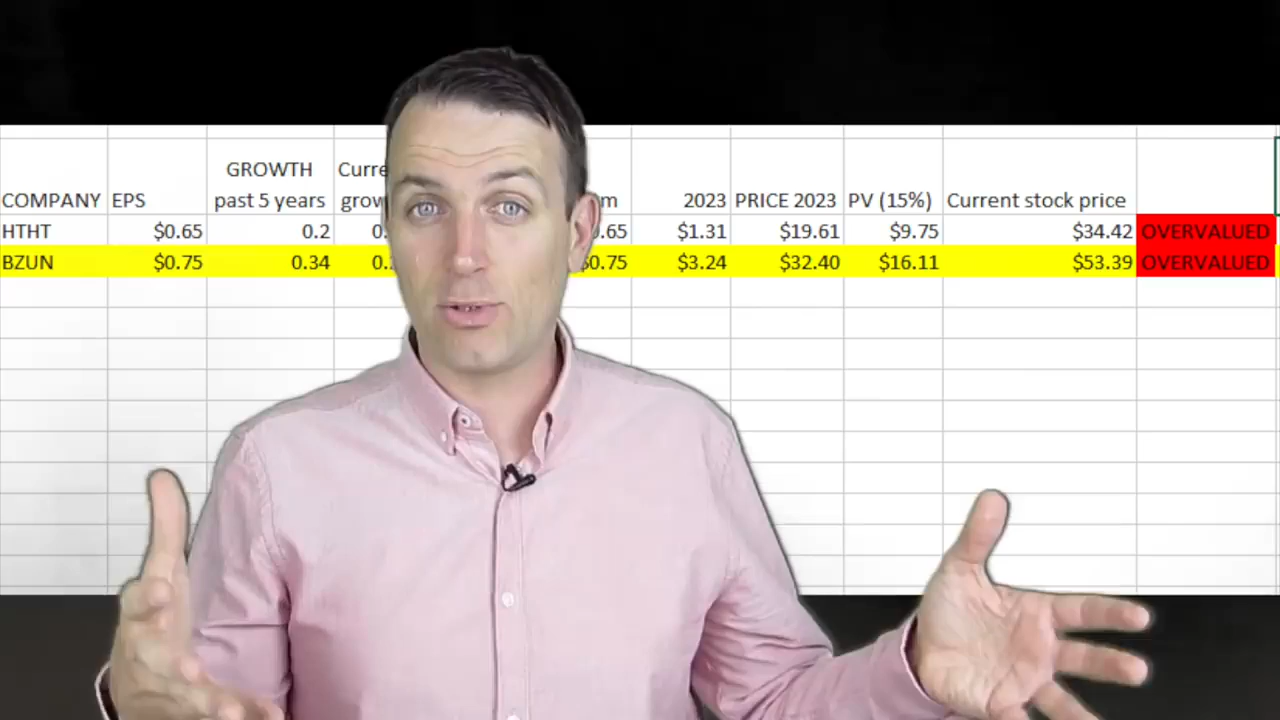 GROWTH
COMPANY EPS past 5 years 2023 PRICE 2023 PV (15%) Current stock price
HTHT $0.65 0.2 $1.31 $19.61 $9.75 $34.42 OVERVALUED
BZUN $0.75 0.34 $0.75 $3.24 $32.40 $16.11 $53.39 OVERVALUED